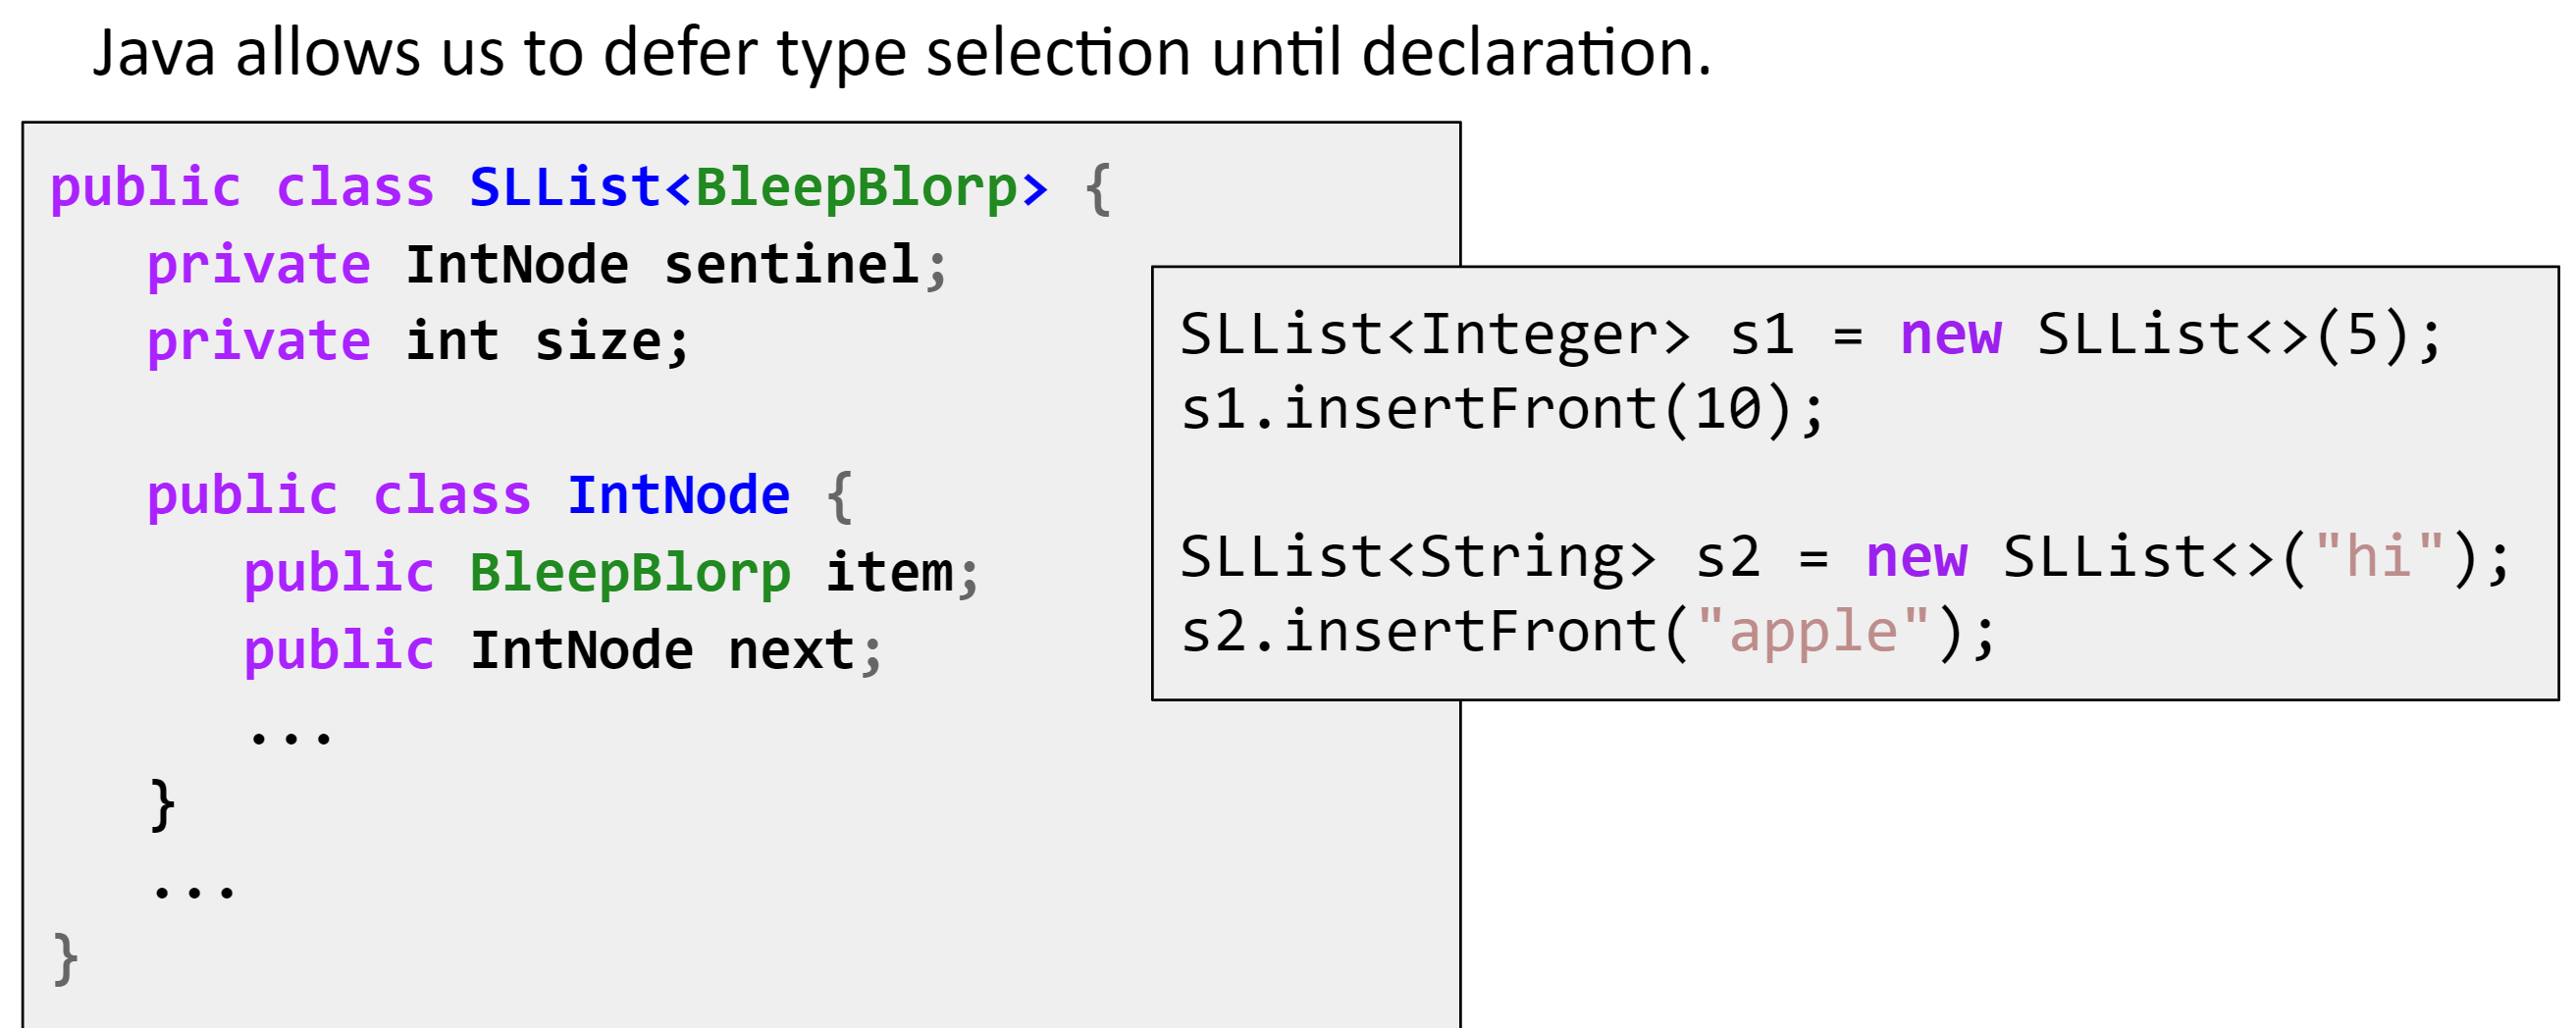 Java allows us to defer type selection until declaration.
public class SLList<BleepBlorp> {
private IntNode sentinel;
private int size;
public class IntNode {
public BleepBlorp item;
public IntNode next;
...
}
...
}
SLList<Integer> s1 = new SLList<>(5);
s1.insertFront(10);
SLList<String> s2 = new SLList<>("hi");
s2.insertFront("apple");